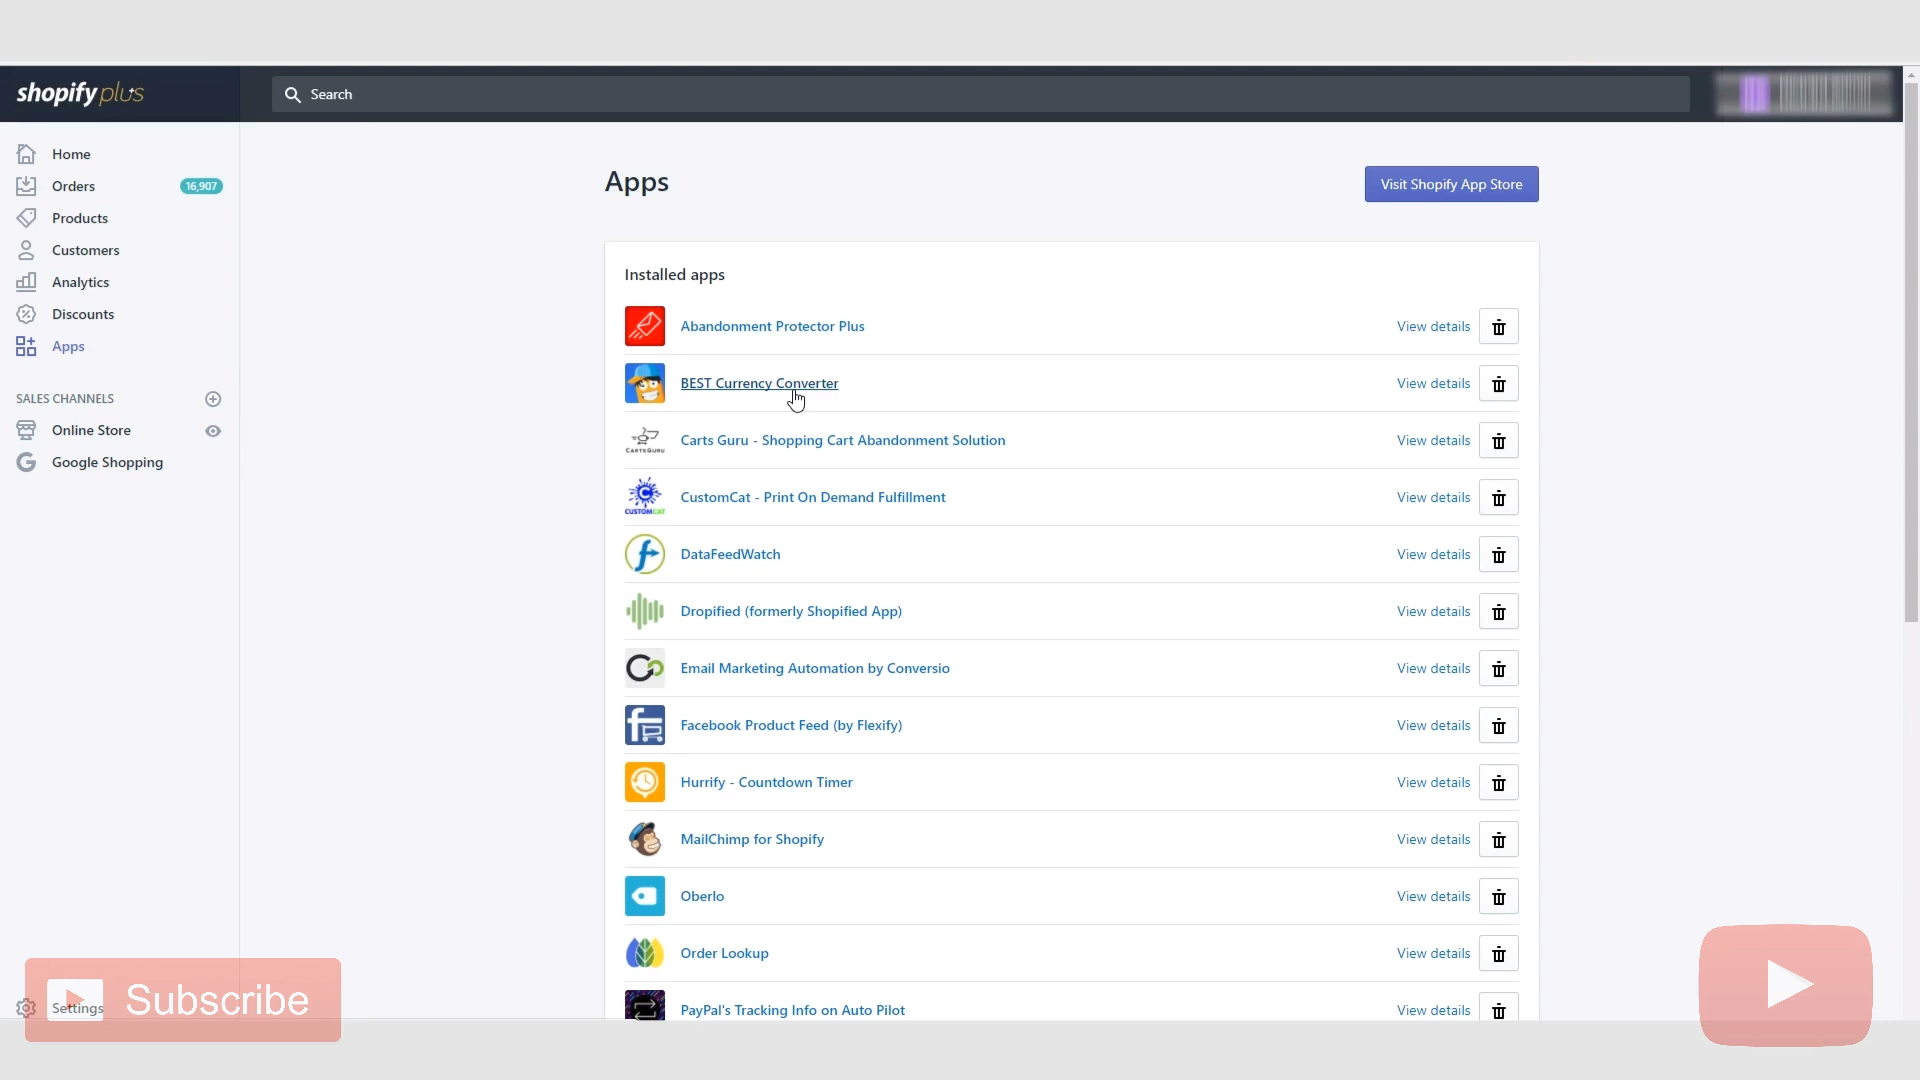 shopify plus
Search
Home
Orders 16,907
Products
Customers
Analytics
Discounts
Apps
SALES CHANNELS
Online Store
Google Shopping
Settings
Subscribe
Apps
Visit Shopify App Store
Installed apps
Abandonment Protector Plus View details
BEST Currency Converter View details
CARTSGURU Carts Guru - Shopping Cart Abandonment Solution View details
CUSTOMCAT CustomCat - Print On Demand Fulfillment View details
DataFeedWatch View details
Dropified (formerly Shopified App) View details
Email Marketing Automation by Conversio View details
Facebook Product Feed (by Flexify) View details
Hurrify - Countdown Timer View details
MailChimp for Shopify View details
Oberlo View details
Order Lookup View details
PayPal's Tracking Info on Auto Pilot View details